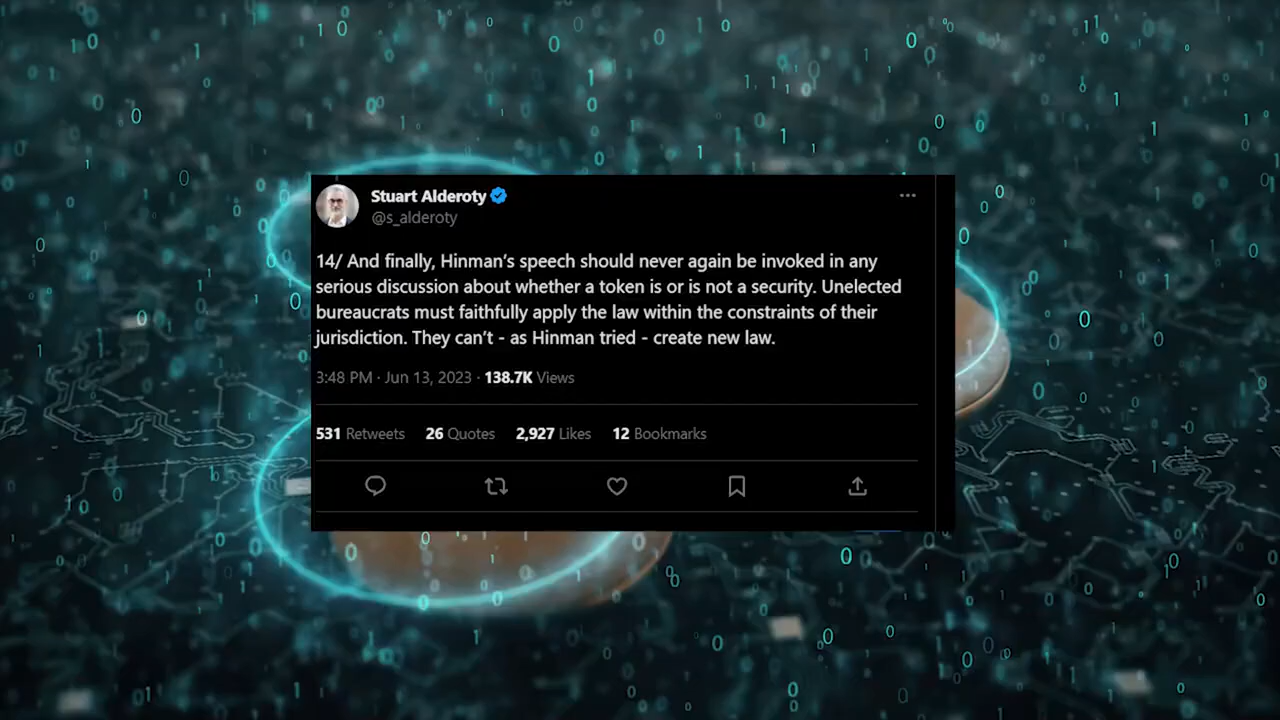 Stuart Alderoty
@s_alderoty
14/ And finally, Hinman’s speech should never again be invoked in any
serious discussion about whether a token is or is not a security. Unelected
bureaucrats must faithfully apply the law within the constraints of their
jurisdiction. They can’t - as Hinman tried - create new law.
3:48 PM · Jun 13, 2023 · 138.7K Views
531 Retweets 26 Quotes 2,927 Likes 12 Bookmarks